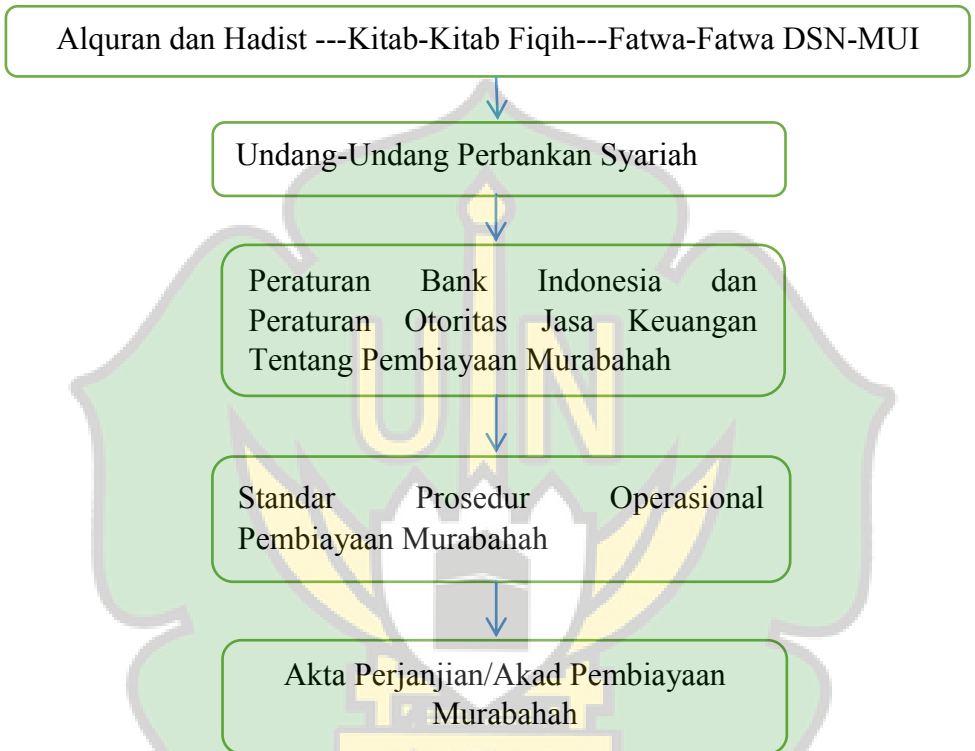 Alquran dan Hadist ---Kitab-Kitab Fiqih---Fatwa-Fatwa DSN-MUI
Undang-Undang Perbankan Syariah
Peraturan Bank Indonesia dan
Peraturan Otoritas Jasa Keuangan
Tentang Pembiayaan Murabahah
UIN
Standar Prosedur Operasional
Pembiayaan Murabahah
Akta Perjanjian/Akad Pembiayaan
Murabahah